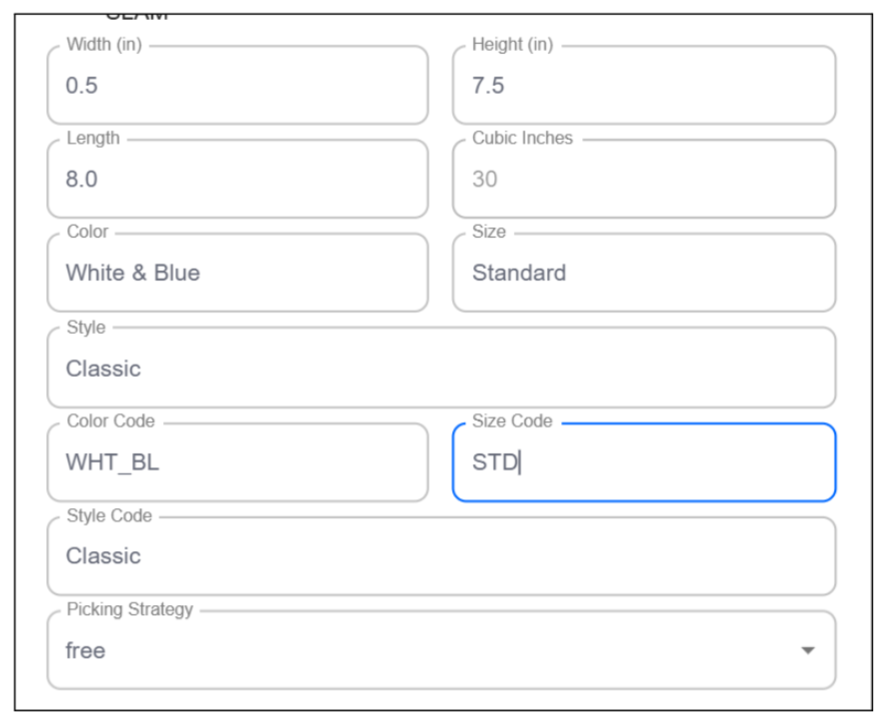 Width (in)
0.5
Height (in)
7.5
Length
8.0
Cubic Inches
30
Color
White & Blue
Size
Standard
Style
Classic
Color Code
WHT_BL
Size Code
STD
Style Code
Classic
Picking Strategy
free